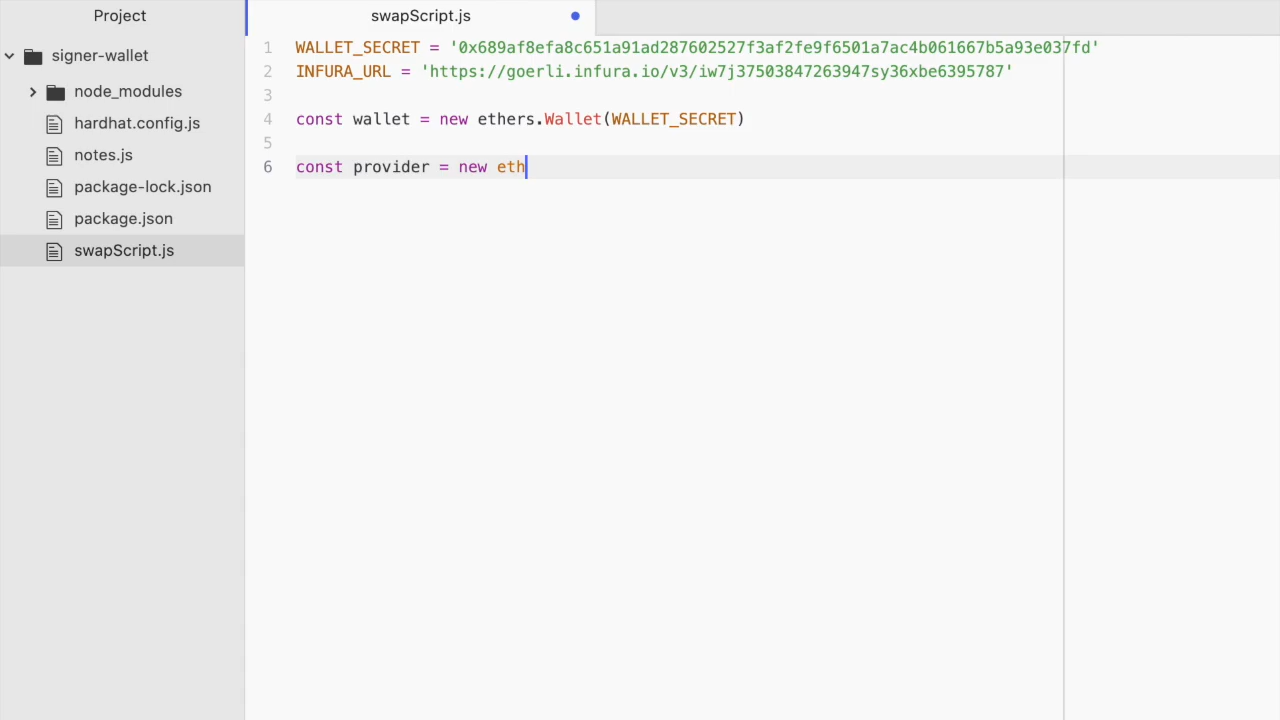 Project
signer-wallet
node_modules
hardhat.config.js
notes.js
package-lock.json
package.json
swapScript.js
swapScript.js
1 WALLET_SECRET = '0x689af8efa8c651a91ad287602527f3af2fe9f6501a7ac4b061667b5a93e037fd'
2 INFURA_URL = 'https://goerli.infura.io/v3/iw7j37503847263947sy36xbe6395787'
3
4 const wallet = new ethers.Wallet(WALLET_SECRET)
5
6 const provider = new eth